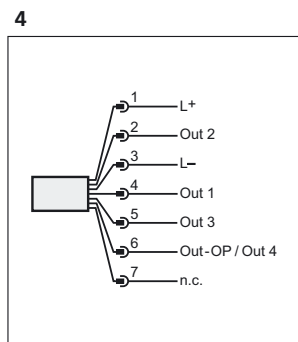 4
1 L+
2 Out 2
3 L–
4 Out 1
5 Out 3
6 Out-OP / Out 4
7 n.c.